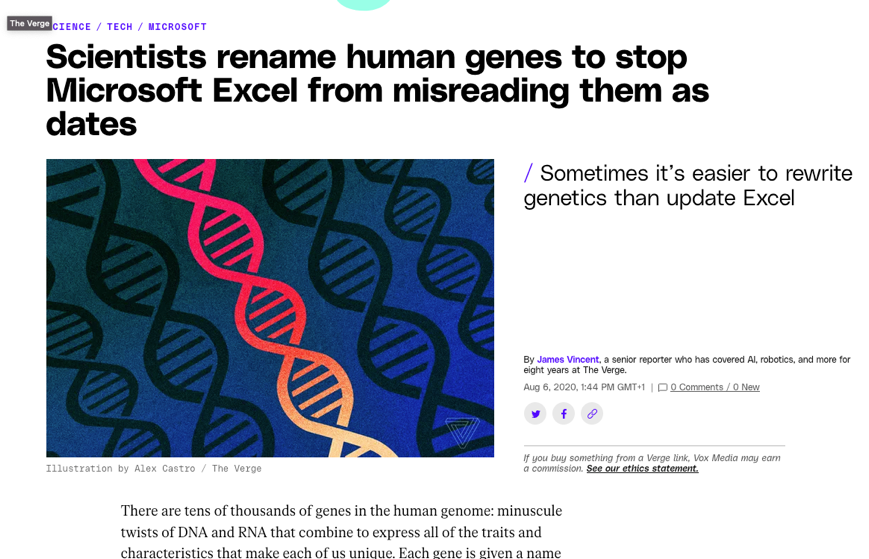 The Verge
CIENCE / TECH / MICROSOFT
Scientists rename human genes to stop
Microsoft Excel from misreading them as
dates
/ Sometimes it’s easier to rewrite
genetics than update Excel
By James Vincent, a senior reporter who has covered AI, robotics, and more for
eight years at The Verge.
Aug 6, 2020, 1:44 PM GMT+1 | 0 Comments / 0 New
If you buy something from a Verge link, Vox Media may earn
a commission. See our ethics statement.
Illustration by Alex Castro / The Verge
There are tens of thousands of genes in the human genome: minuscule
twists of DNA and RNA that combine to express all of the traits and
characteristics that make each of us unique. Each gene is given a name